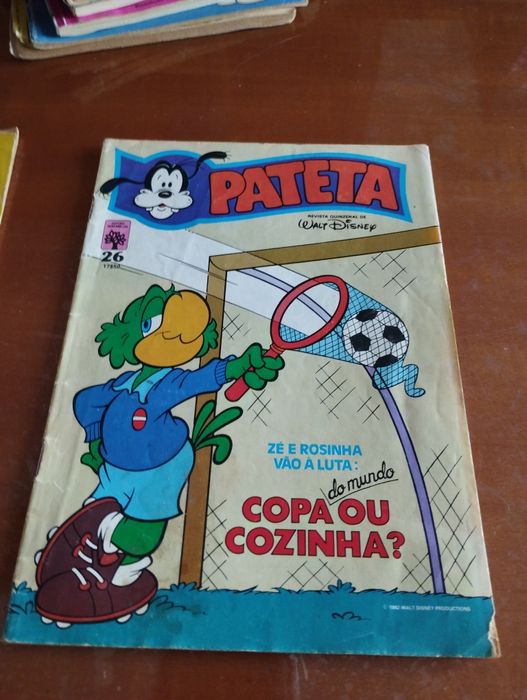 PATETA
REVISTA QUINZENAL DE
WALT DISNEY
26
17850
ZÉ E ROSINHA
VÃO À LUTA:
do mundo
COPA OU
COZINHA?
© 1982 WALT DISNEY PRODUCTIONS